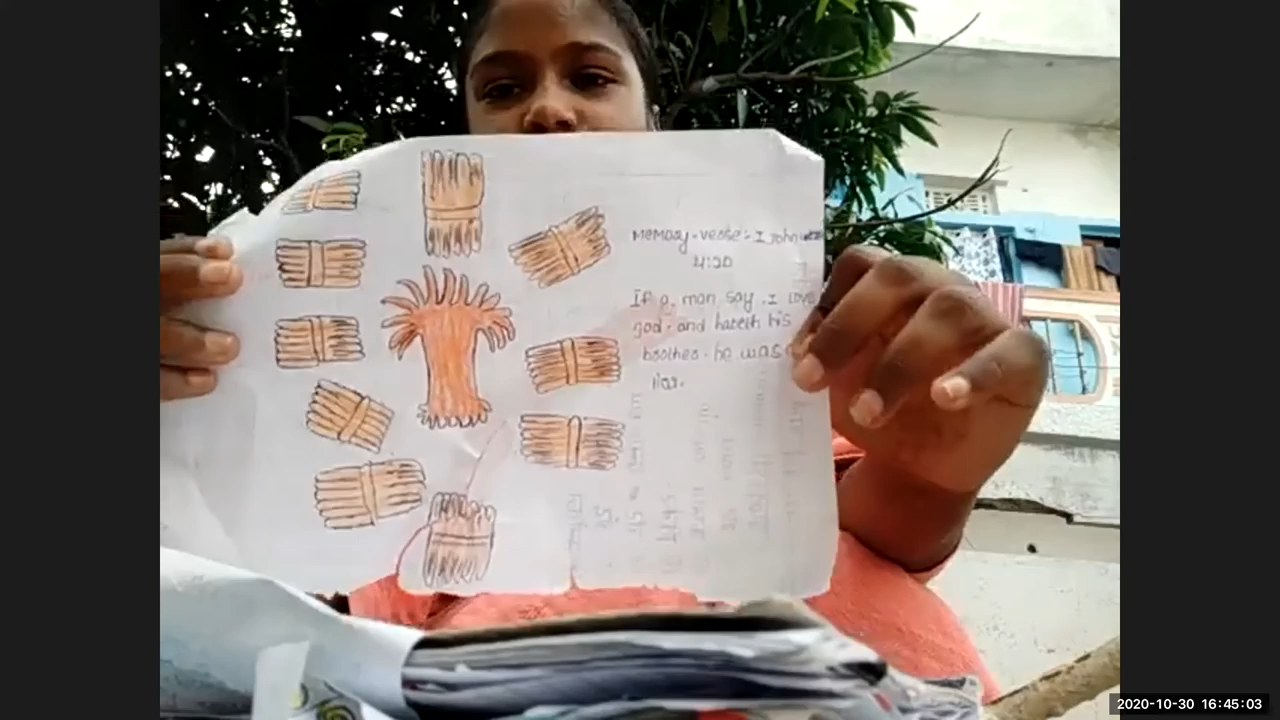 Memory-verse:- I John
4:20
If a man say. I love
god. and hateth his
brother. he was a
liar.
2020-10-30 16:45:03